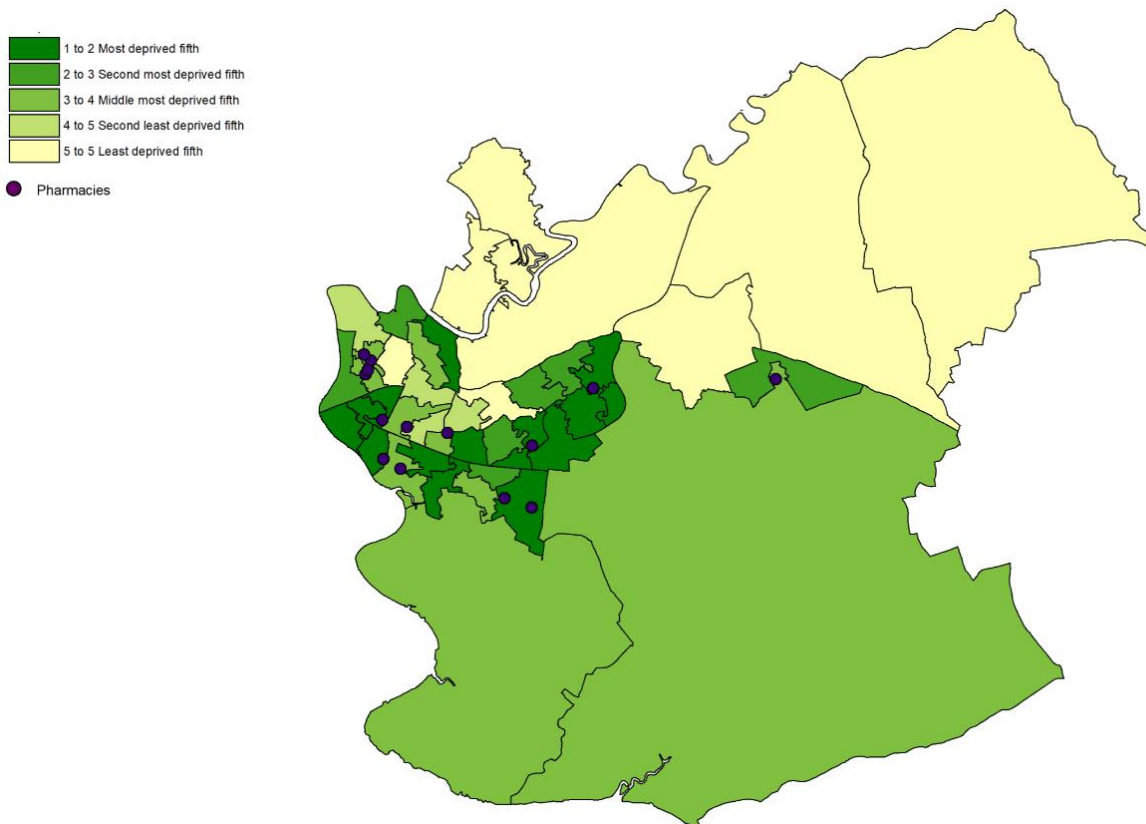 1 to 2 Most deprived fifth
2 to 3 Second most deprived fifth
3 to 4 Middle most deprived fifth
4 to 5 Second least deprived fifth
5 to 5 Least deprived fifth
Pharmacies